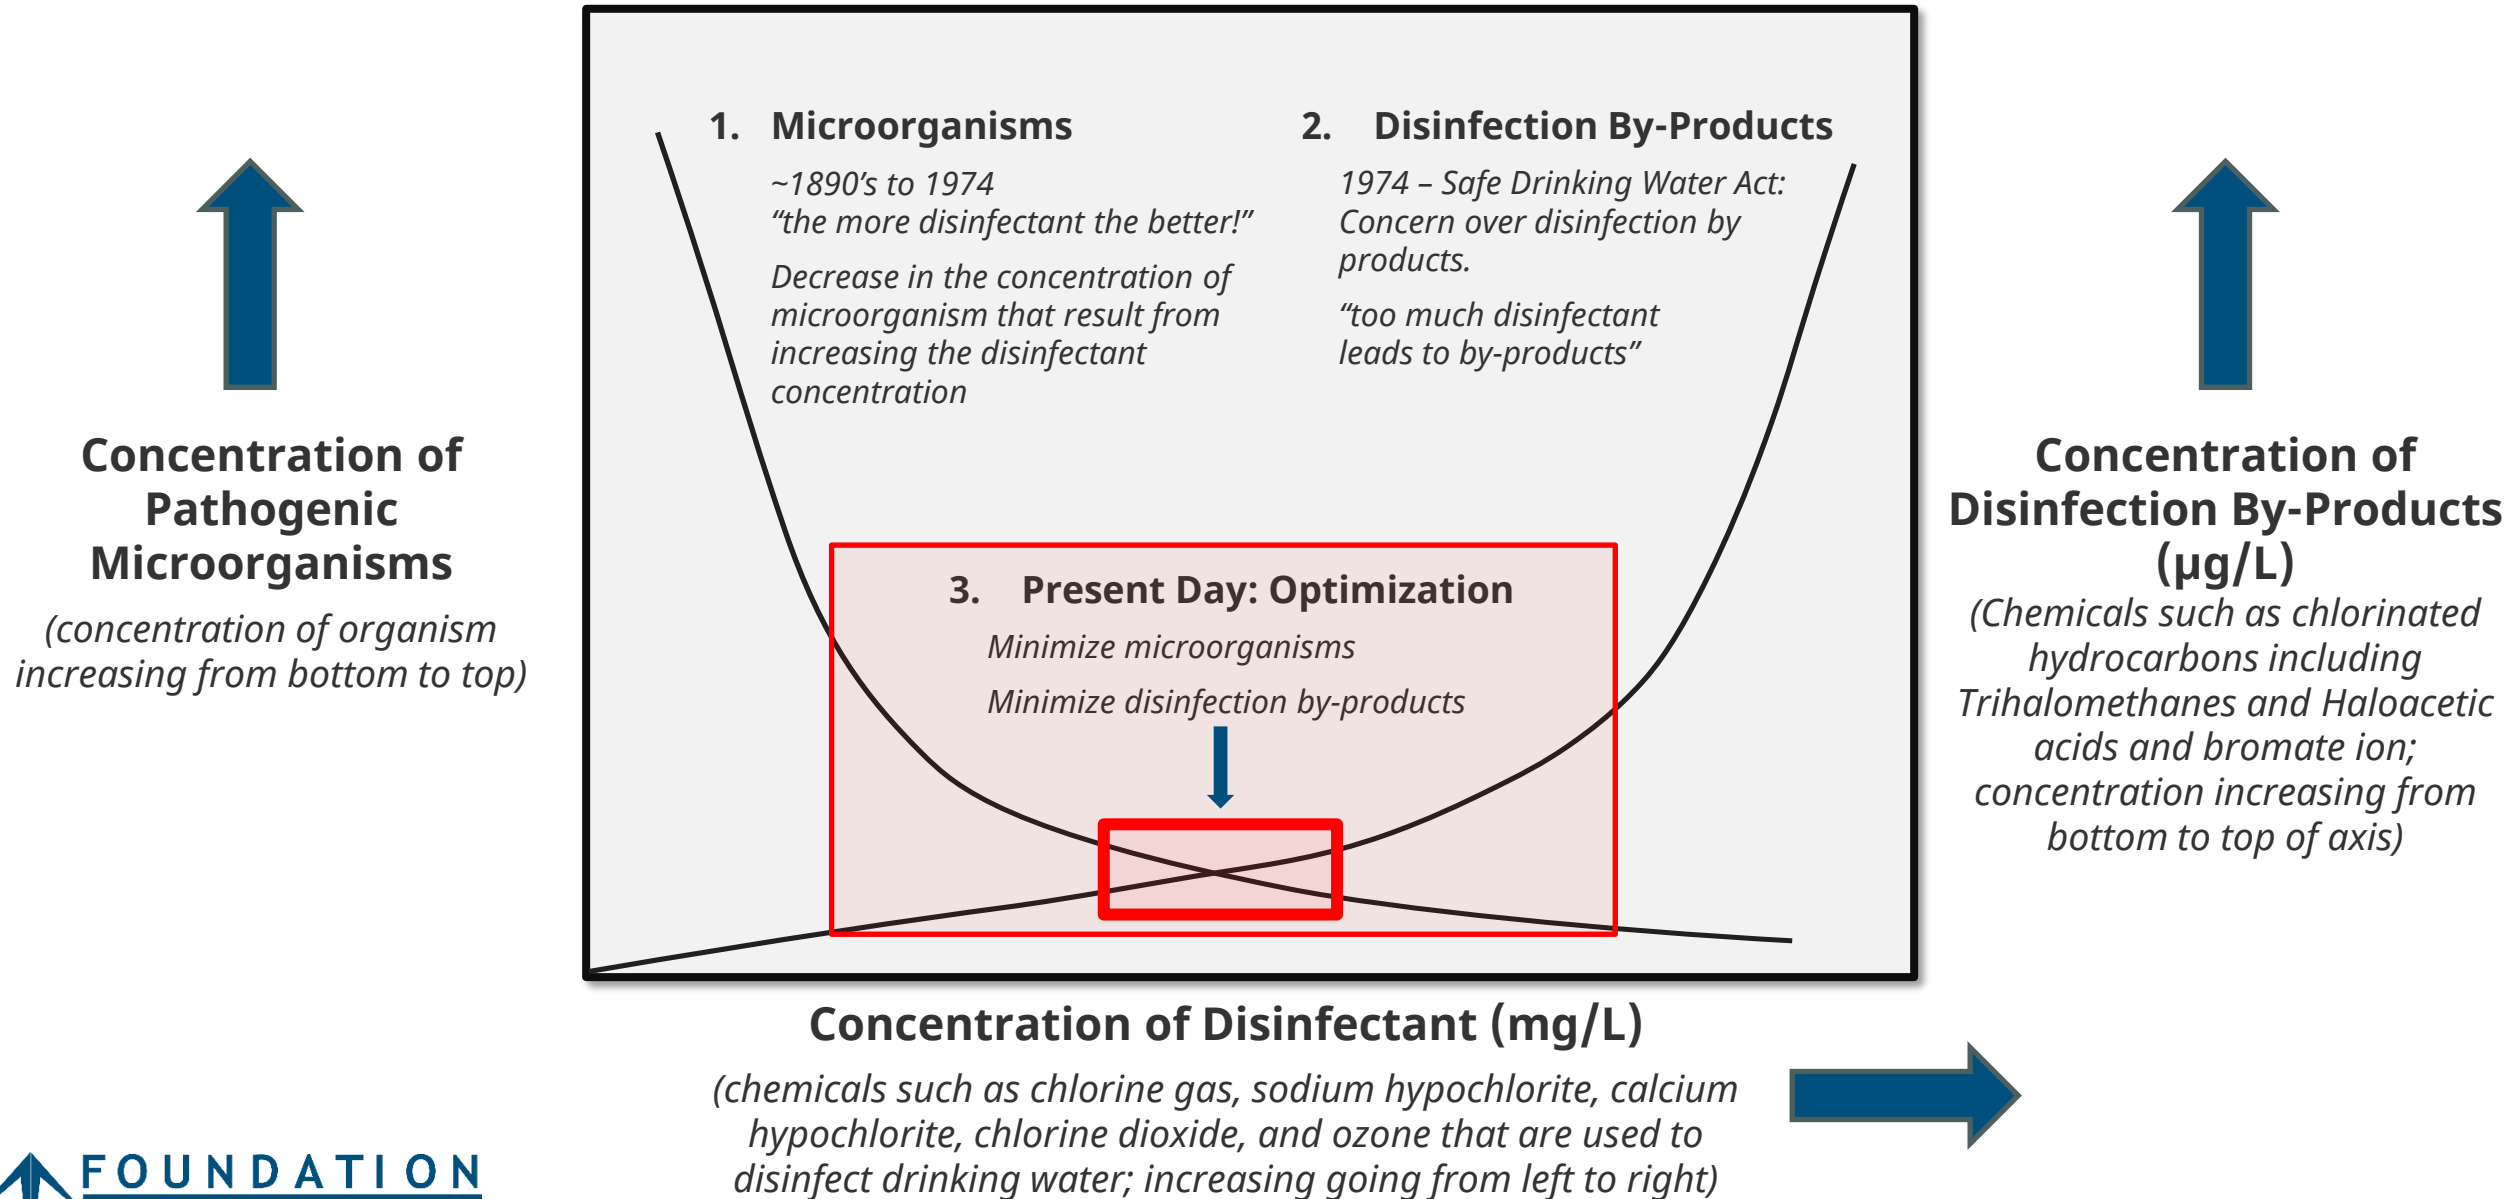 1. Microorganisms
~1890’s to 1974
“the more disinfectant the better!”
Decrease in the concentration of
microorganism that result from
increasing the disinfectant
concentration
2. Disinfection By-Products
1974 – Safe Drinking Water Act:
Concern over disinfection by
products.
“too much disinfectant
leads to by-products”
3. Present Day: Optimization
Minimize microorganisms
Minimize disinfection by-products
Concentration of
Pathogenic
Microorganisms
(concentration of organism
increasing from bottom to top)
Concentration of
Disinfection By-Products
(μg/L)
(Chemicals such as chlorinated
hydrocarbons including
Trihalomethanes and Haloacetic
acids and bromate ion;
concentration increasing from
bottom to top of axis)
Concentration of Disinfectant (mg/L)
(chemicals such as chlorine gas, sodium hypochlorite, calcium
hypochlorite, chlorine dioxide, and ozone that are used to
disinfect drinking water; increasing going from left to right)
FOUNDATION